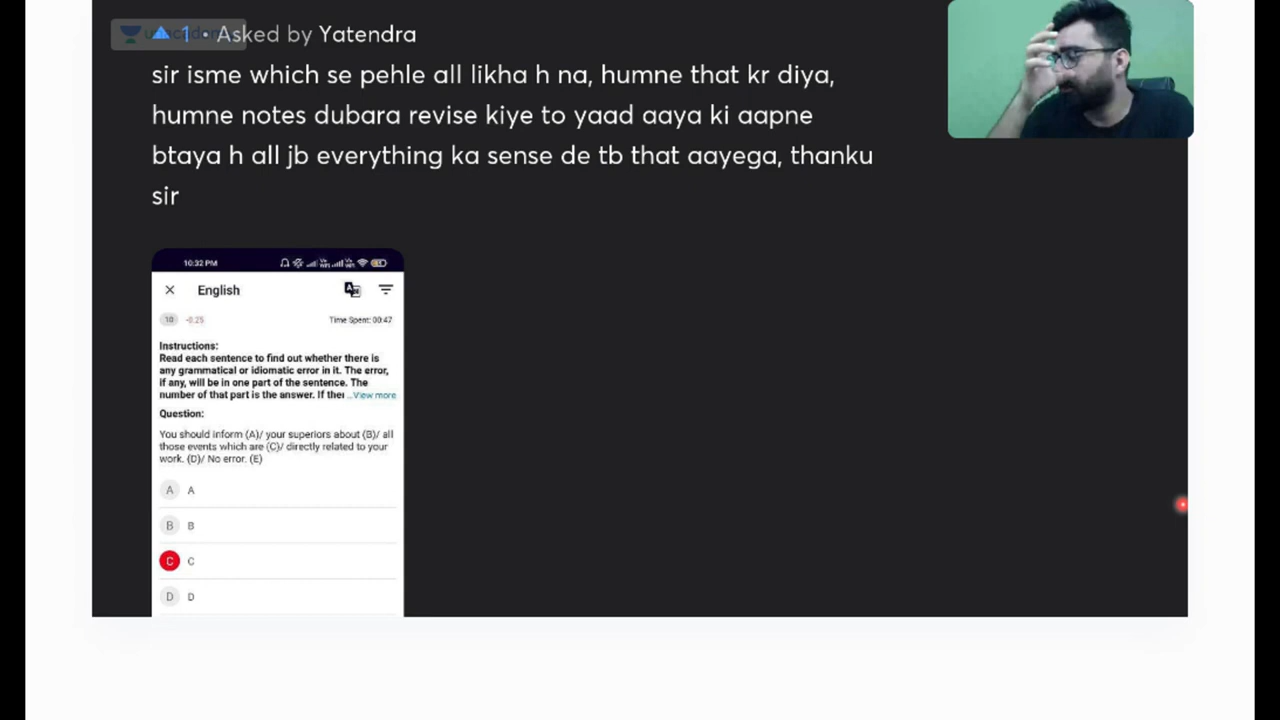 1 • Asked by Yatendra
sir isme which se pehle all likha h na, humne that kr diya,
humne notes dubara revise kiye to yaad aaya ki aapne
btaya h all jb everything ka sense de tb that aayega, thanku
sir
10:32 PM
English
10 -0.25 Time Spent: 00:47
Instructions:
Read each sentence to find out whether there is
any grammatical or idiomatic error in it. The error,
if any, will be in one part of the sentence. The
number of that part is the answer. If ther ...View more
Question:
You should inform (A)/ your superiors about (B)/ all
those events which are (C)/ directly related to your
work. (D)/ No error. (E)
A A
B B
C C
D D